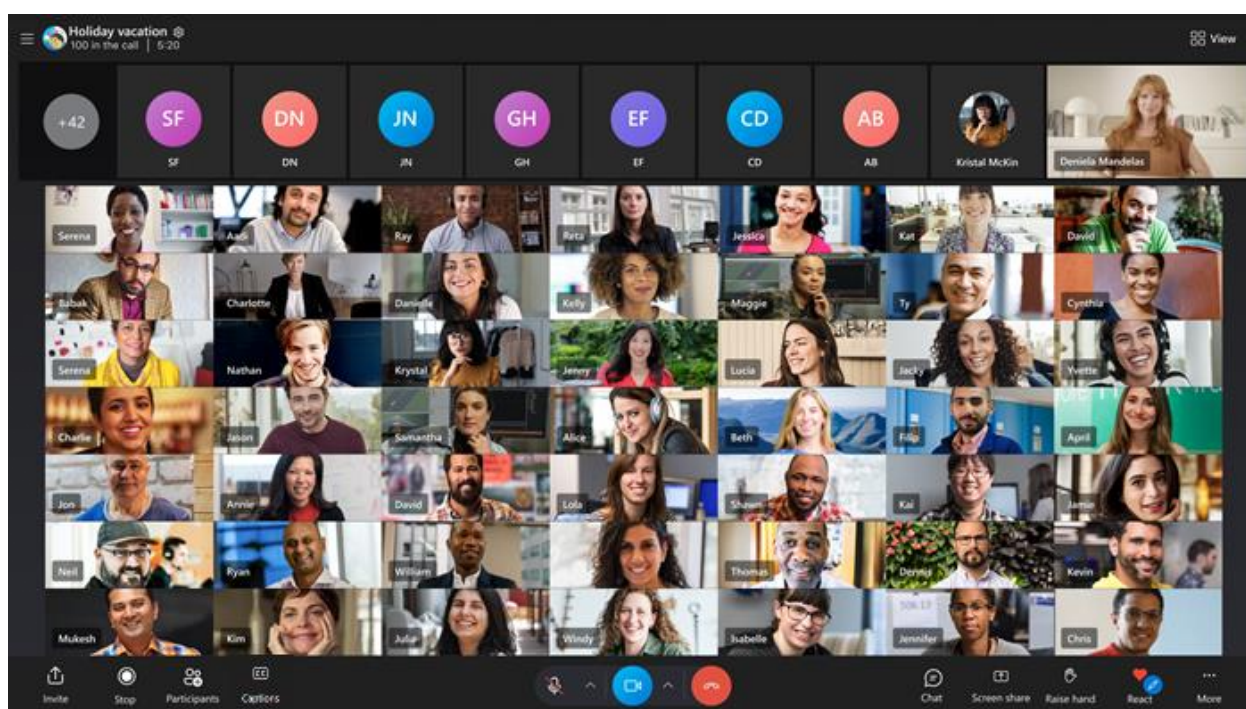 Holiday vacation
100 in the call | 5:20
View
+42
SF
DN
JN
GH
EF
CD
AB
SF
DN
JN
GH
EF
CD
AB
Kristal McKin
Deniela Mandelas
Serena
Aadi
Ray
Reta
Jessica
Kat
David
Babak
Charlotte
Danielle
Kelly
Maggie
Ty
Cynthia
Serena
Nathan
Krystal
Jenny
Lucia
Jacky
Yvette
Charlie
Jason
Samantha
Alice
Beth
Filip
April
Jon
Annie
David
Lola
Shawn
Kai
Jamie
Neil
Ryan
William
Thomas
Dennis
Kevin
Mukesh
Kim
Julie
Windy
Isabelle
Jennifer
Chris
Invite
Stop
Participants
CC
Captions
Chat
Screen share
Raise hand
React
More